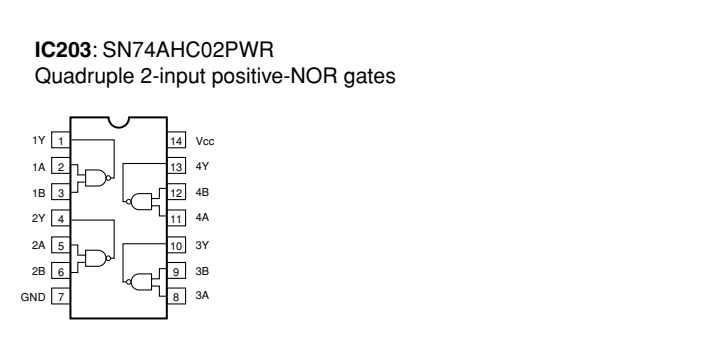 IC203: SN74AHC02PWR
Quadruple 2-input positive-NOR gates
1Y 1 14 Vcc
1A 2 13 4Y
1B 3 12 4B
2Y 4 11 4A
2A 5 10 3Y
2B 6 9 3B
GND 7 8 3A